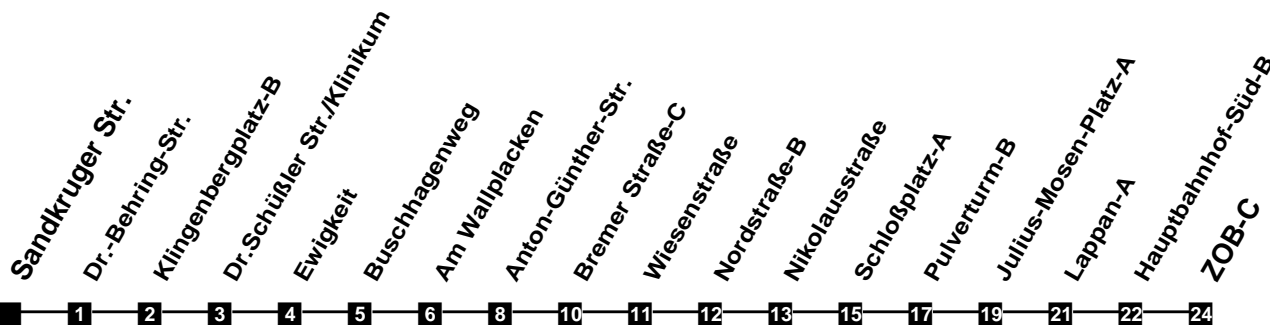 Sandkruger Str.
Dr.-Behring-Str.
Klingenbergplatz-B
Dr.Schüßler Str./Klinikum
Ewigkeit
Buschhagenweg
Am Wallplacken
Anton-Günther-Str.
Bremer Straße-C
Wiesenstraße
Nordstraße-B
Nikolausstraße
Schloßplatz-A
Pulverturm-B
Julius-Mosen-Platz-A
Lappan-A
Hauptbahnhof-Süd-B
ZOB-C
1 2 3 4 5 6 8 10 11 12 13 15 17 19 21 22 24